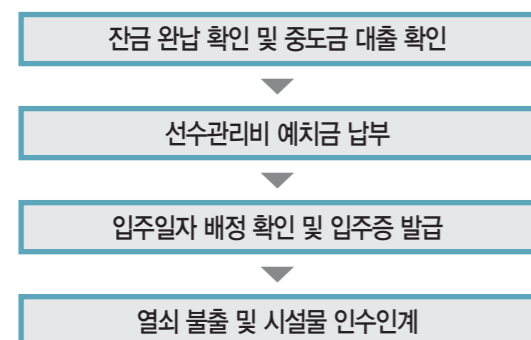 잔금 완납 확인 및 중도금 대출 확인
선수관리비 예치금 납부
입주일자 배정 확인 및 입주증 발급
열쇠 불출 및 시설물 인수인계